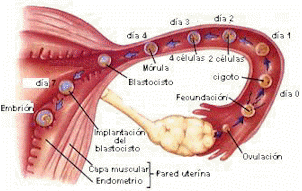 día 4
día 3
día 2
día 1
4 células
2 células
Mórula
cigoto
Blastocisto
día 0
día 7
Fecundación
Embrión
Implantación
del
blastocisto
Ovulación
Capa muscular
Endometrio
Pared uterina